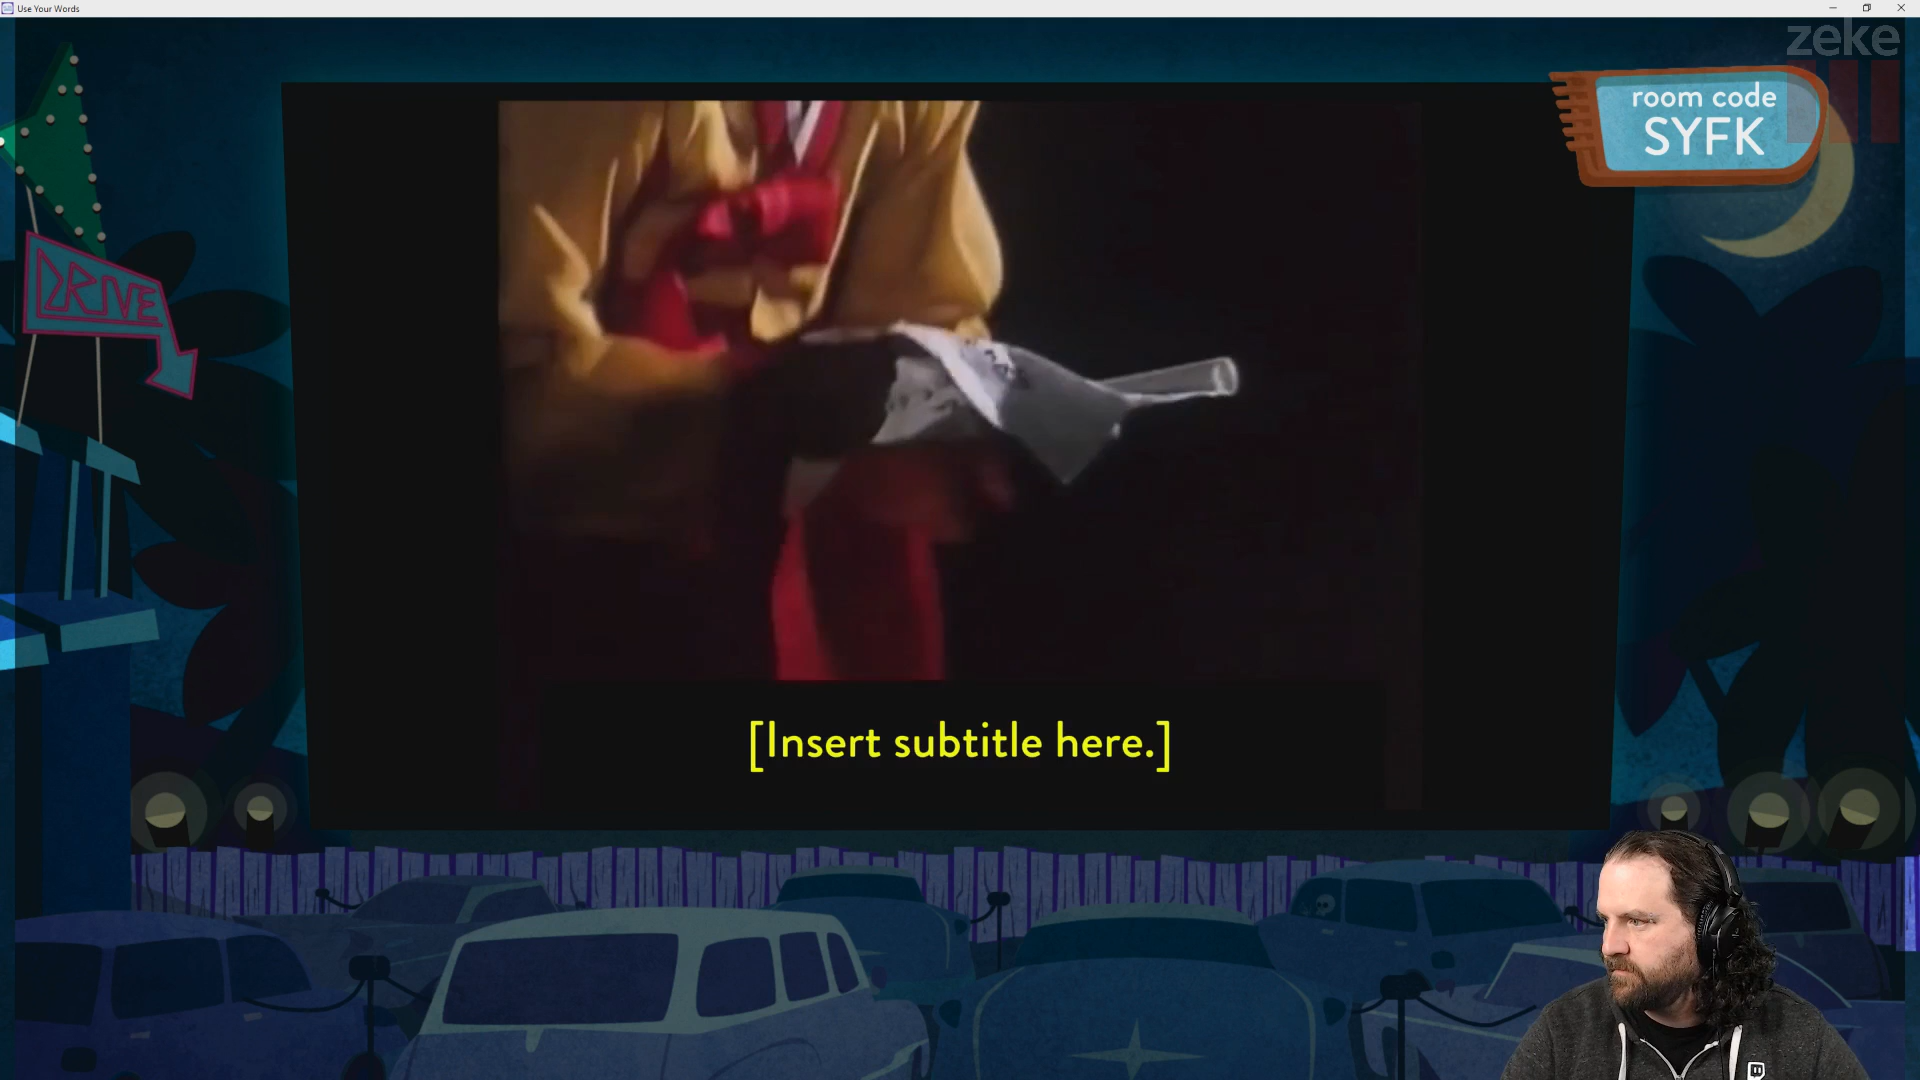 Use Your Words
zeke
room code
SYFK
DRIVE
[Insert subtitle here.]